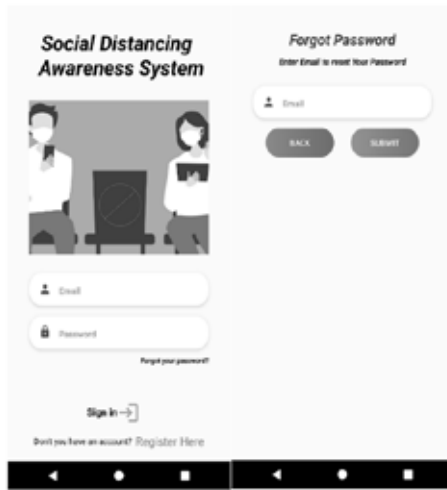 Social Distancing
Awareness System
Email
Password
Forgot your password?
Sign in
Don't you have an account? Register Here
Forgot Password
Enter Email to reset Your Password
Email
BACK
SUBMIT